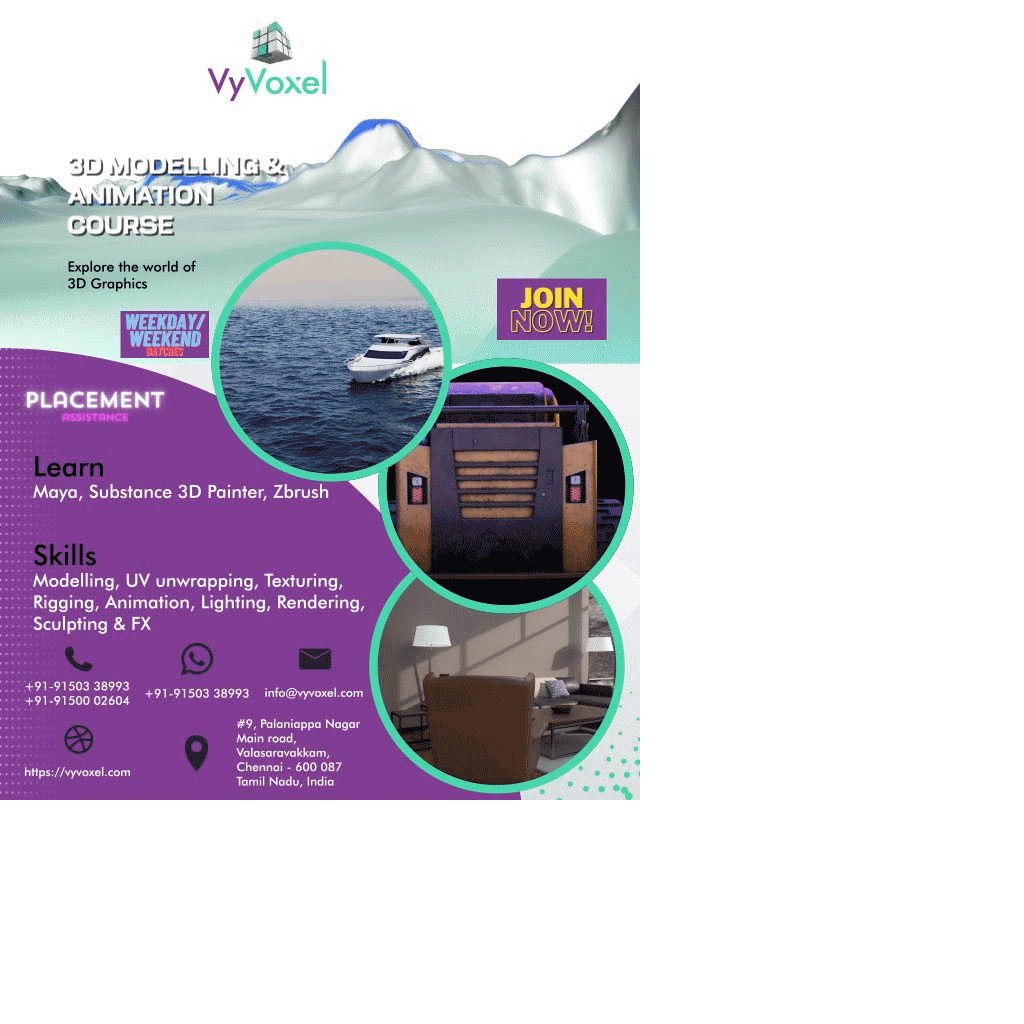 VyVoxel
3D MODELLING &
ANIMATION
COURSE
Explore the world of
3D Graphics
WEEKDAY/
WEEKEND
BATCHES
JOIN
NOW!
PLACEMENT
ASSISTANCE
Learn
Maya, Substance 3D Painter, Zbrush
Skills
Modelling, UV unwrapping, Texturing,
Rigging, Animation, Lighting, Rendering,
Sculpting & FX
+91-91503 38993
+91-91500 02604
+91-91503 38993
info@vyvoxel.com
https://vyvoxel.com
#9, Palaniappa Nagar
Main road,
Valasaravakkam,
Chennai - 600 087
Tamil Nadu, India